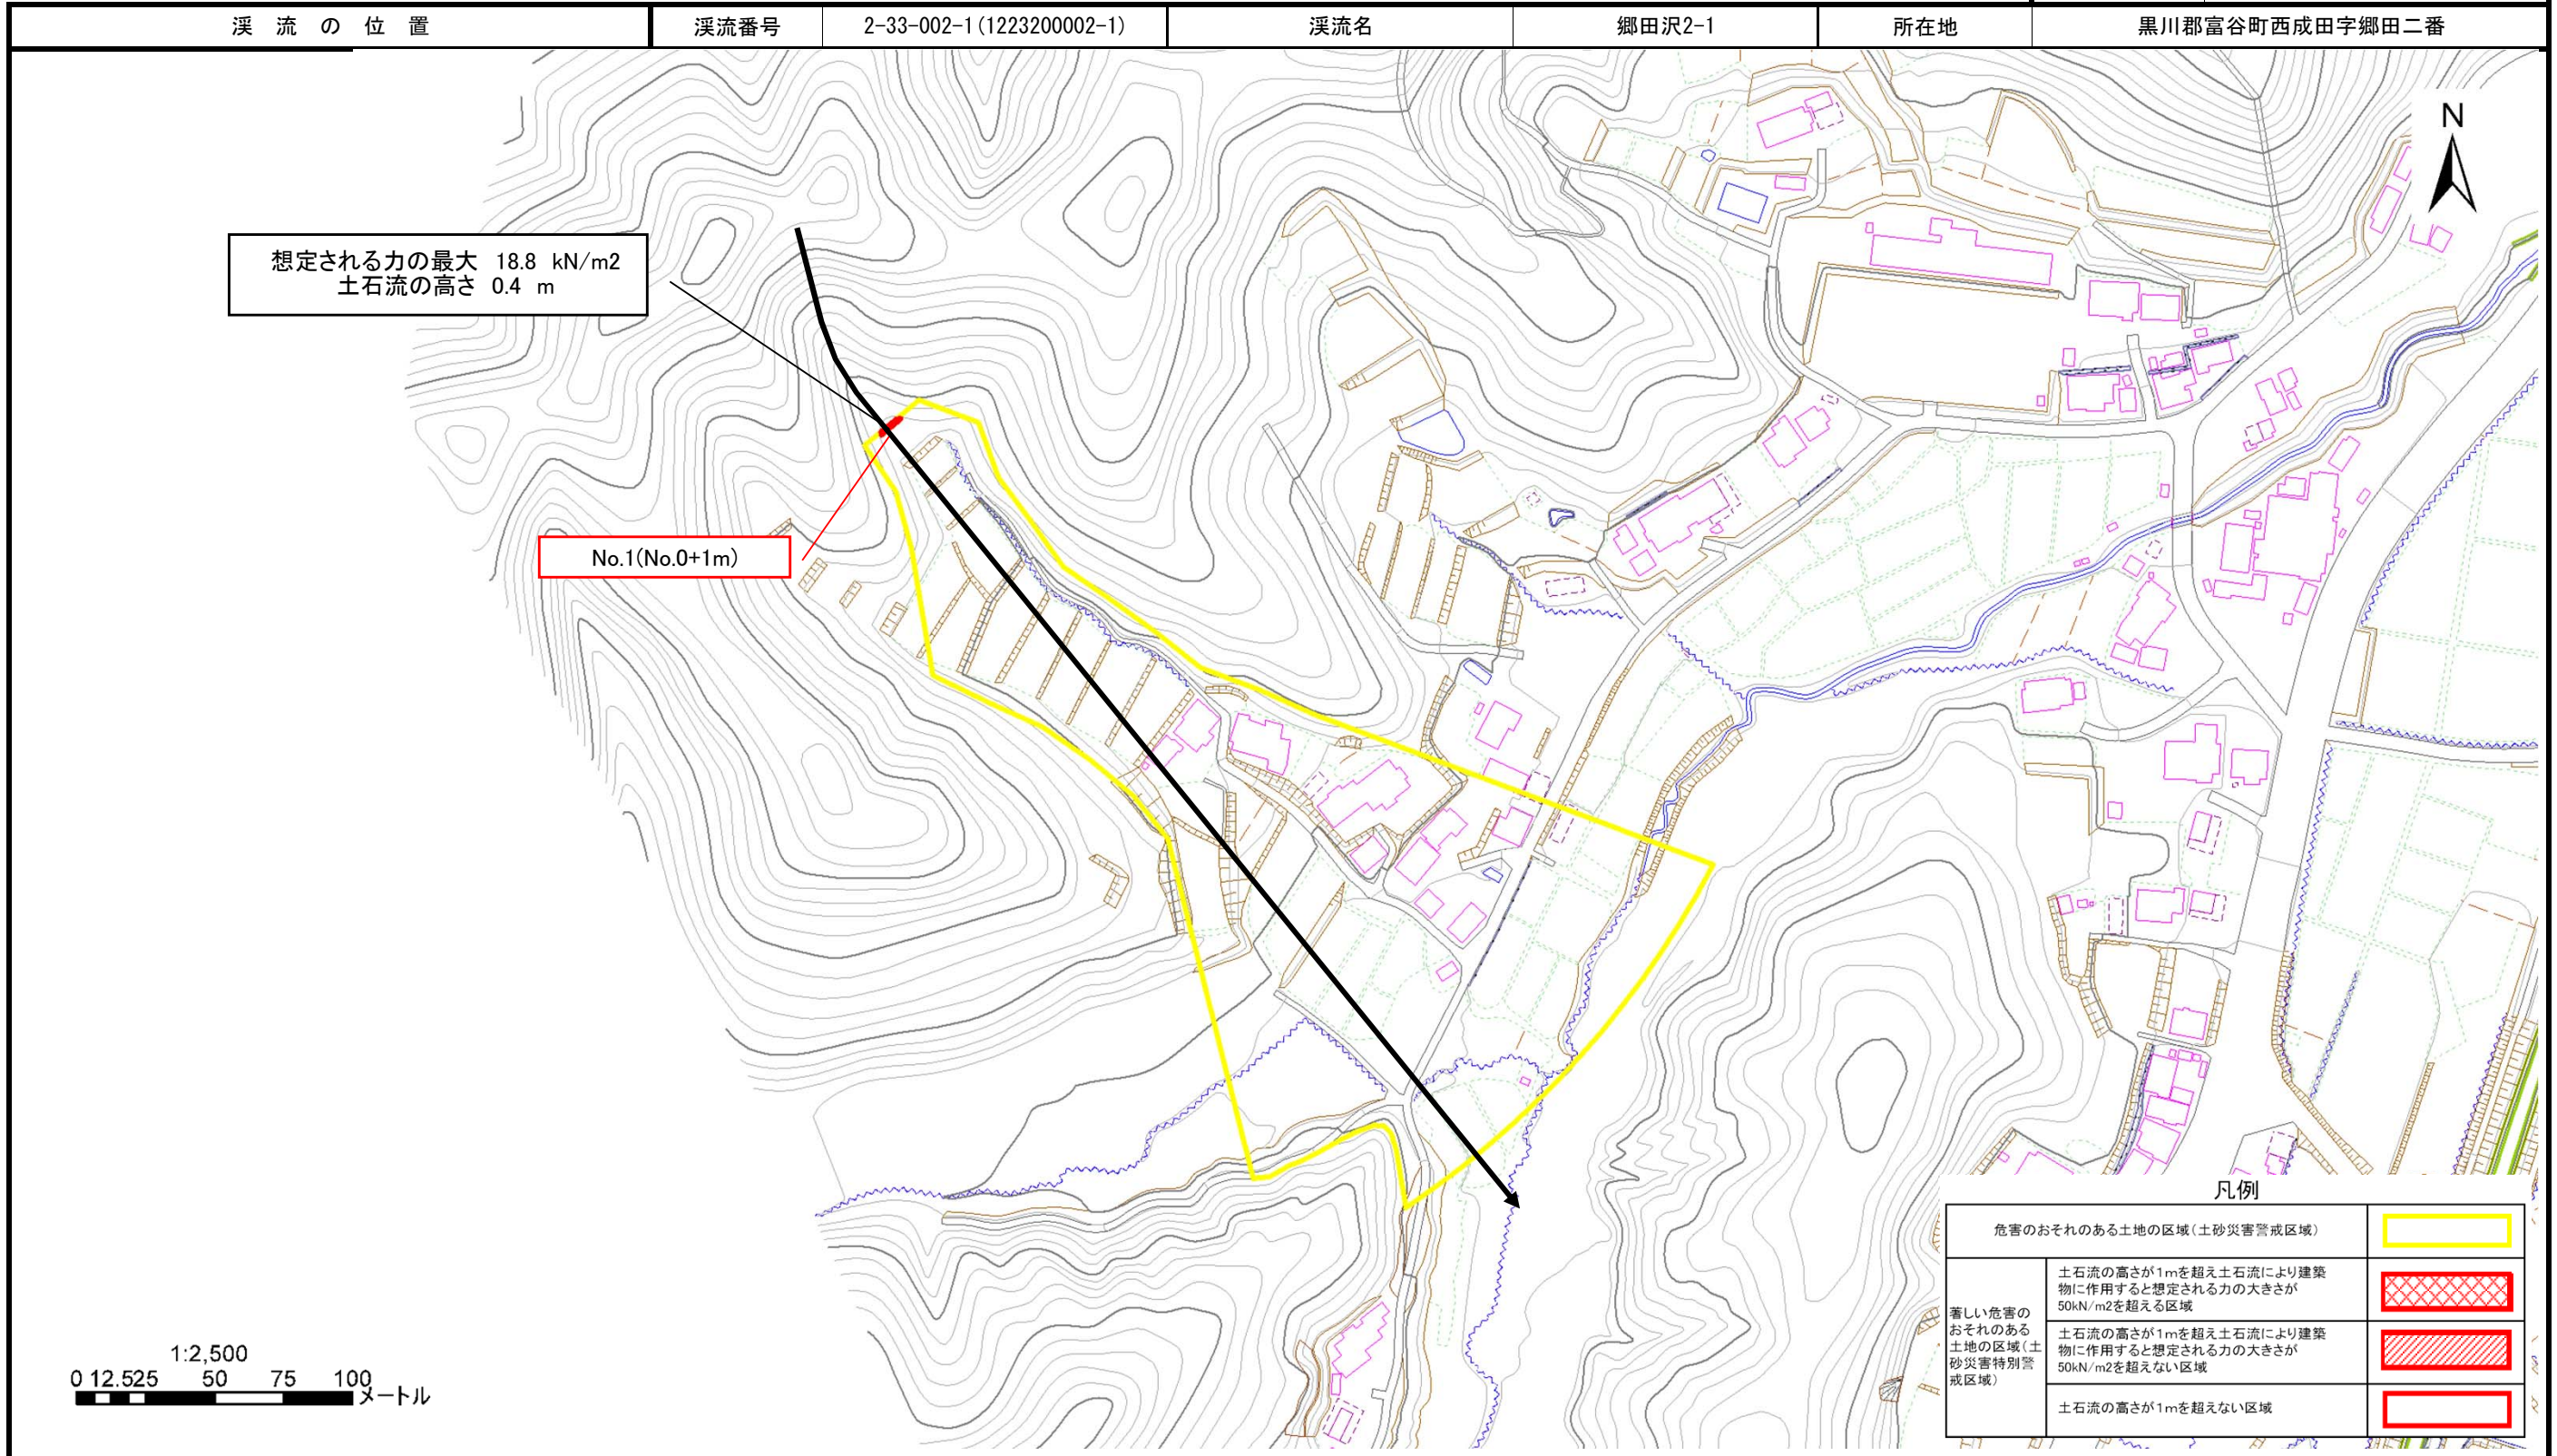 渓流の位置
渓流番号
2-33-002-1(1223200002-1)
渓流名
郷田沢2-1
所在地
黒川郡富谷町西成田字郷田二番
N
想定される力の最大 18.8 kN/m2
土石流の高さ 0.4 m
No.1(No.0+1m)
1:2,500
0 12.525 50 75 100
メートル
凡例
危害のおそれのある土地の区域(土砂災害警戒区域)
著しい危害の
おそれのある
土地の区域(土
砂災害特別警
戒区域)
土石流の高さが1mを超え土石流により建築
物に作用すると想定される力の大きさが
50kN/m2を超える区域
土石流の高さが1mを超え土石流により建築
物に作用すると想定される力の大きさが
50kN/m2を超えない区域
土石流の高さが1mを超えない区域